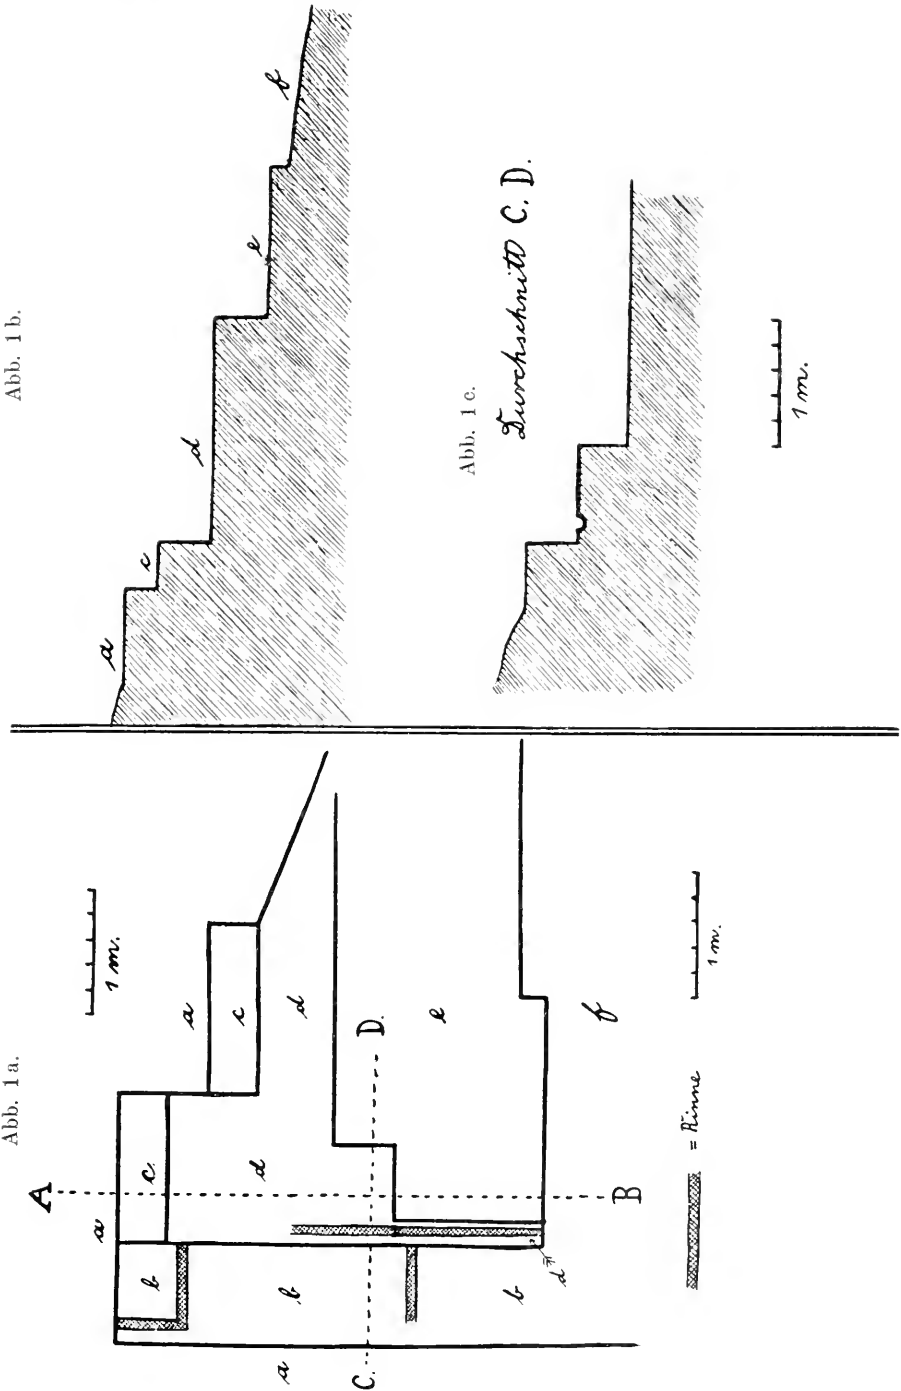 Abb. 1 a.
A
a
a
a
b
c
c
b
d
d
b
e
d
f
C.
D.
B
1 m.
1 m.
= Rinne
Abb. 1 b.
a
c
d
e
f
Abb. 1 c.
Durchschnitt C. D.
1 m.